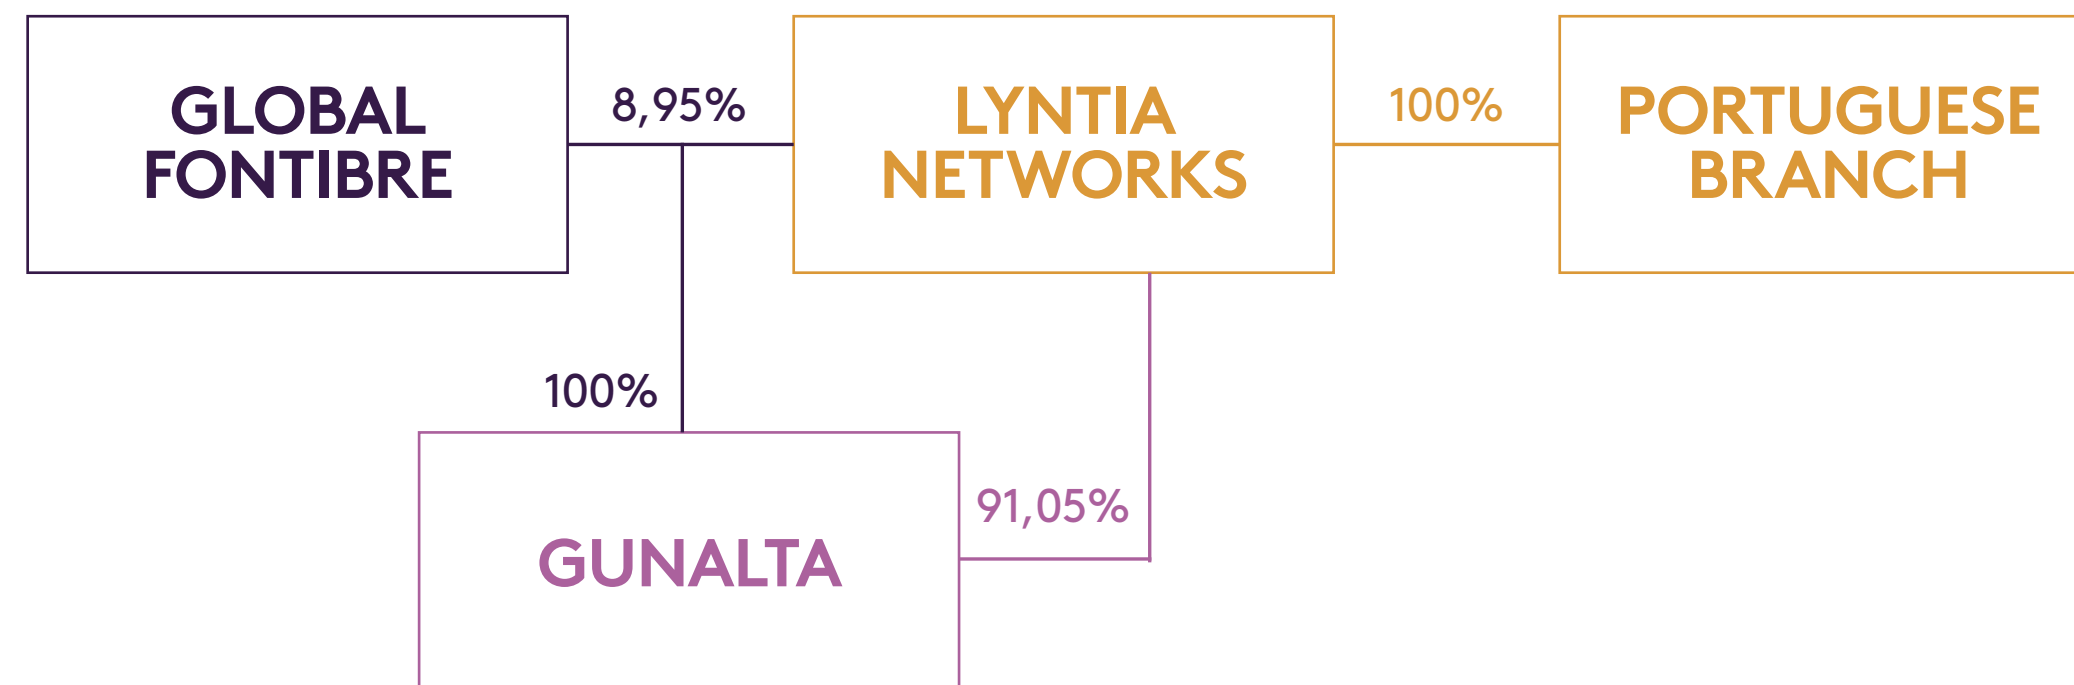 GLOBAL
FONTIBRE
8,95%
LYNTIA
NETWORKS
100%
PORTUGUESE
BRANCH
100%
91,05%
GUNALTA